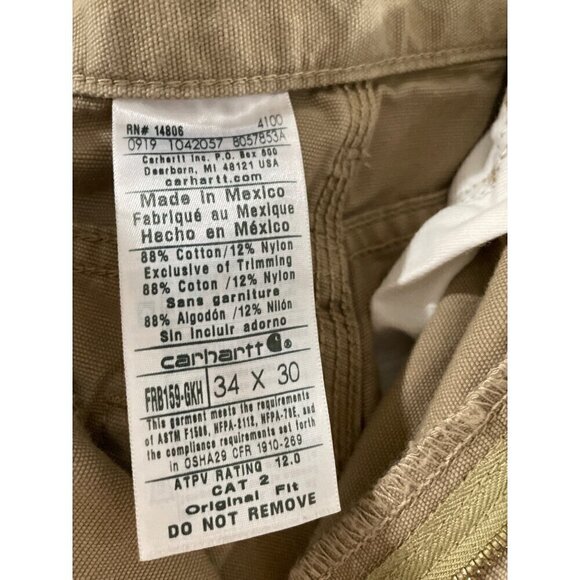 RN# 14806 4100
0919 1042057 8057853A
Carhartt Inc. P.O. Box 600
Dearborn, MI 48121 USA
carhartt.com
Made in Mexico
Fabriqué au Mexique
Hecho en México
88% Cotton/12% Nylon
Exclusive of Trimming
88% Coton /12% Nylon
Sans garniture
88% Algodón /12% Nilón
Sin incluir adorno
carhartt®
FRB159-GKH 34 X 30
This garment meets the requirements
of ASTM F1506, NFPA-2112, NFPA-70E, and
the compliance requirements set forth
in OSHA29 CFR 1910-269
ATPV RATING 12.0
CAT 2
Original Fit
DO NOT REMOVE